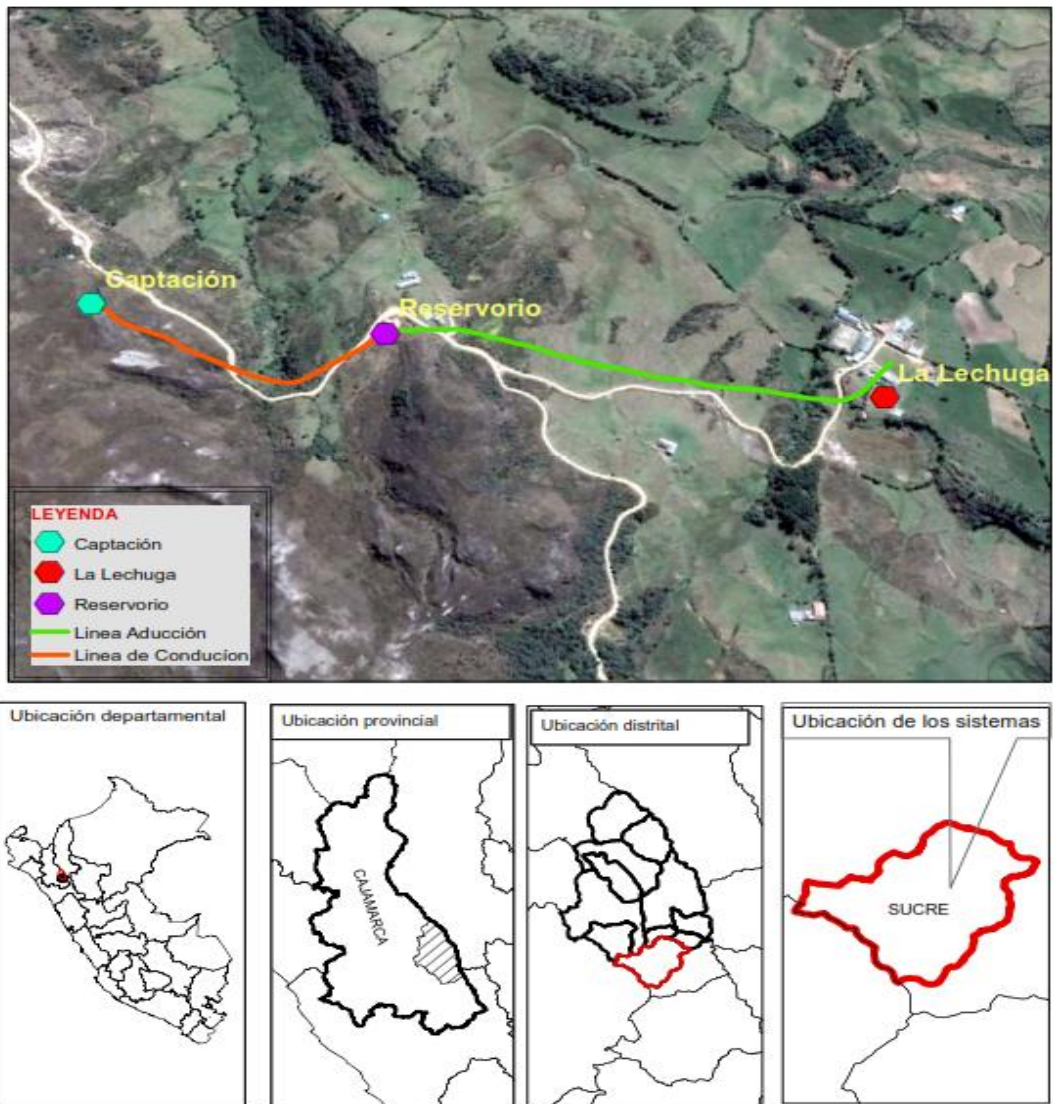 Captación
Reservorio
La Lechuga
LEYENDA
Captación
La Lechuga
Reservorio
Linea Aducción
Linea de Conducíon
Ubicación departamental
Ubicación provincial
CAJAMARCA
Ubicación distrital
Ubicación de los sistemas
SUCRE